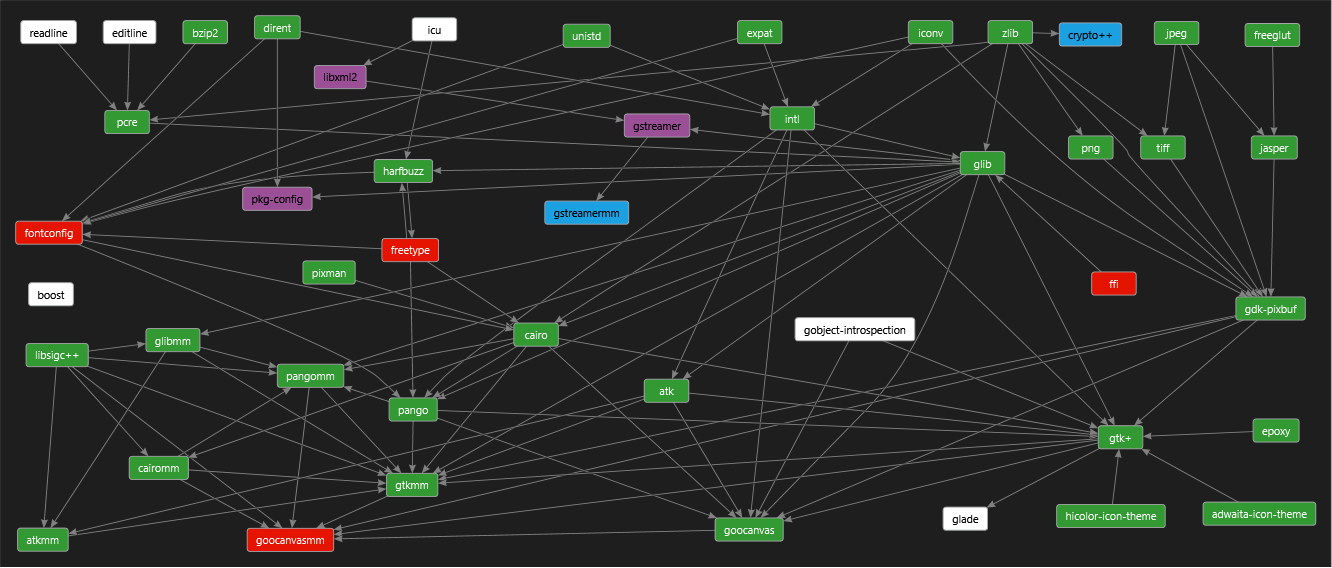 readline
editline
bzip2
dirent
icu
unistd
expat
iconv
zlib
crypto++
jpeg
freeglut
libxml2
pcre
gstreamer
intl
png
tiff
jasper
glib
harfbuzz
pkg-config
gstreamermm
fontconfig
freetype
pixman
ffi
boost
gdk-pixbuf
gobject-introspection
cairo
glibmm
libsigc++
pangomm
atk
pango
gtk+
epoxy
cairomm
gtkmm
hicolor-icon-theme
adwaita-icon-theme
glade
goocanvas
atkmm
goocanvasmm